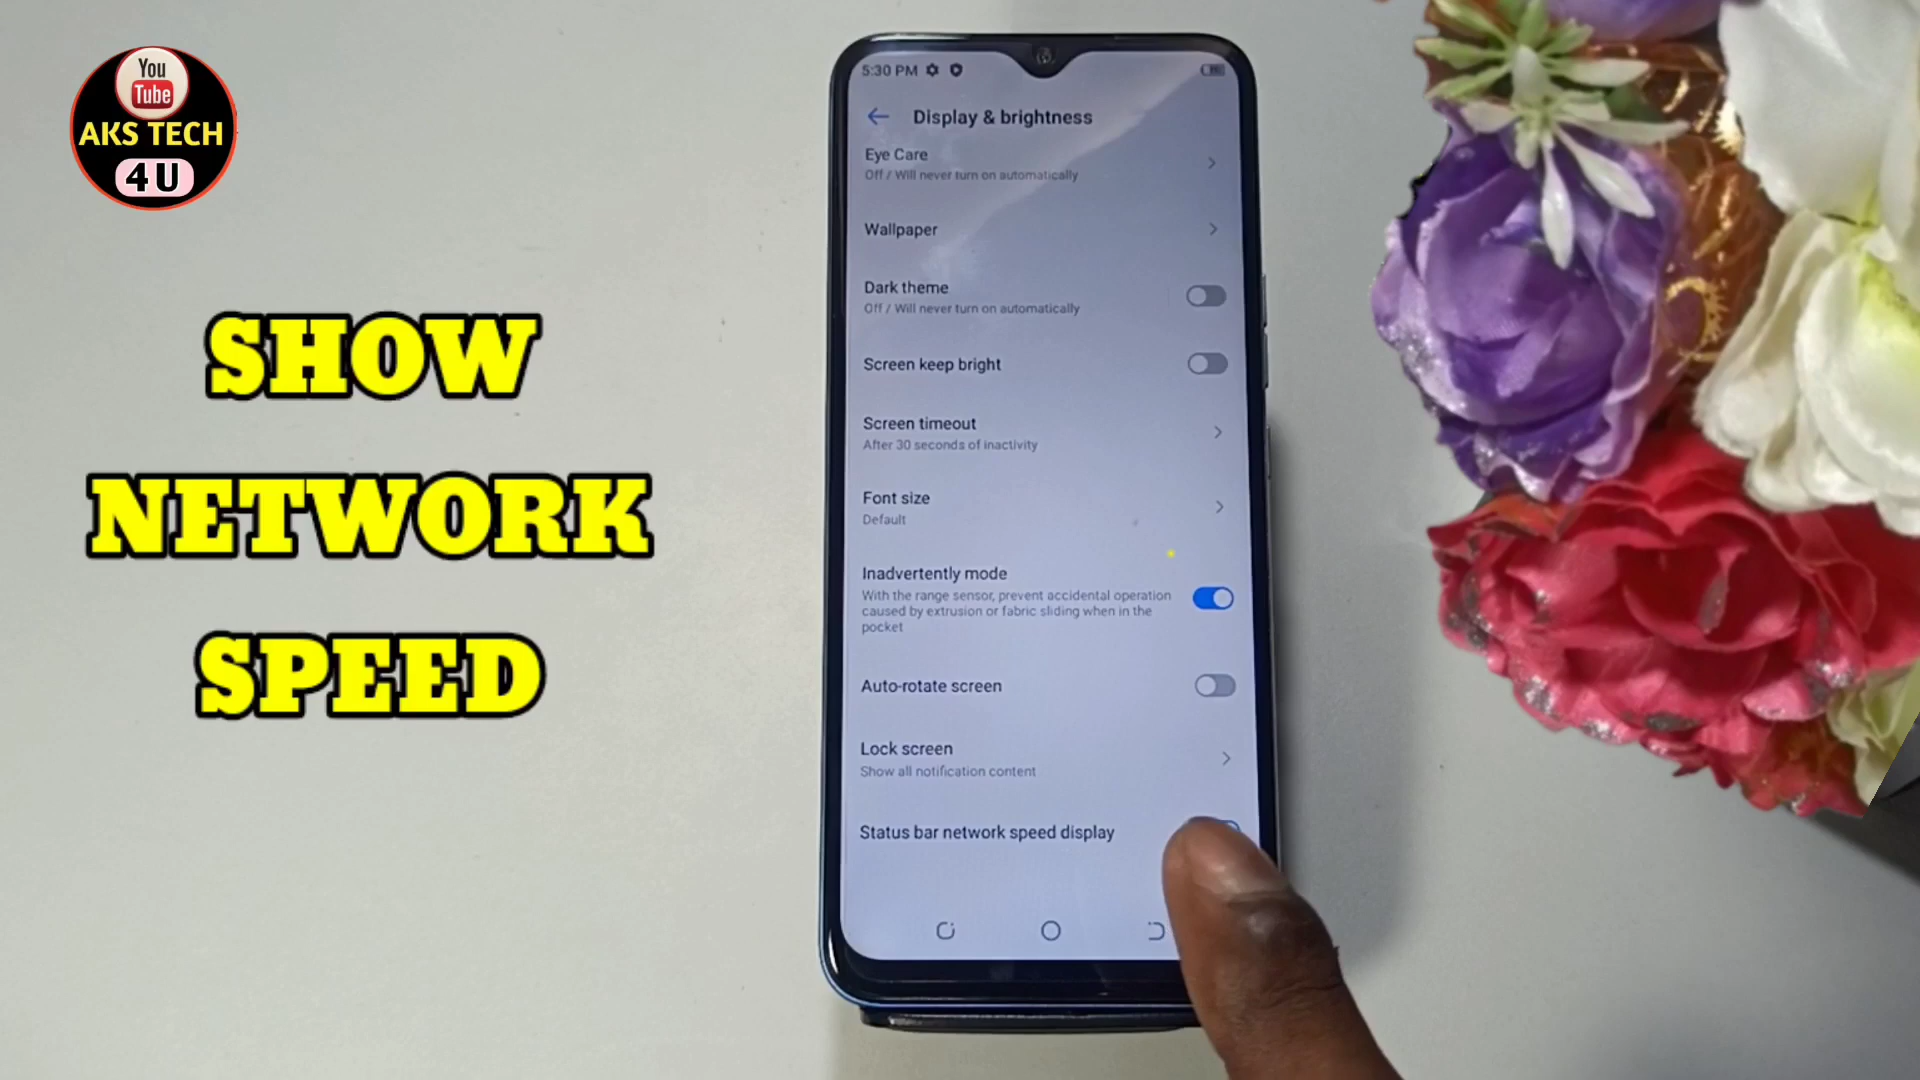 You
Tube
AKS TECH
4 U
SHOW
NETWORK
SPEED
5:30 PM
Display & brightness
Eye Care
Off / Will never turn on automatically
Wallpaper
Dark theme
Off / Will never turn on automatically
Screen keep bright
Screen timeout
After 30 seconds of inactivity
Font size
Default
Inadvertently mode
With the range sensor, prevent accidental operation
caused by extrusion or fabric sliding when in the
pocket
Auto-rotate screen
Lock screen
Show all notification content
Status bar network speed display